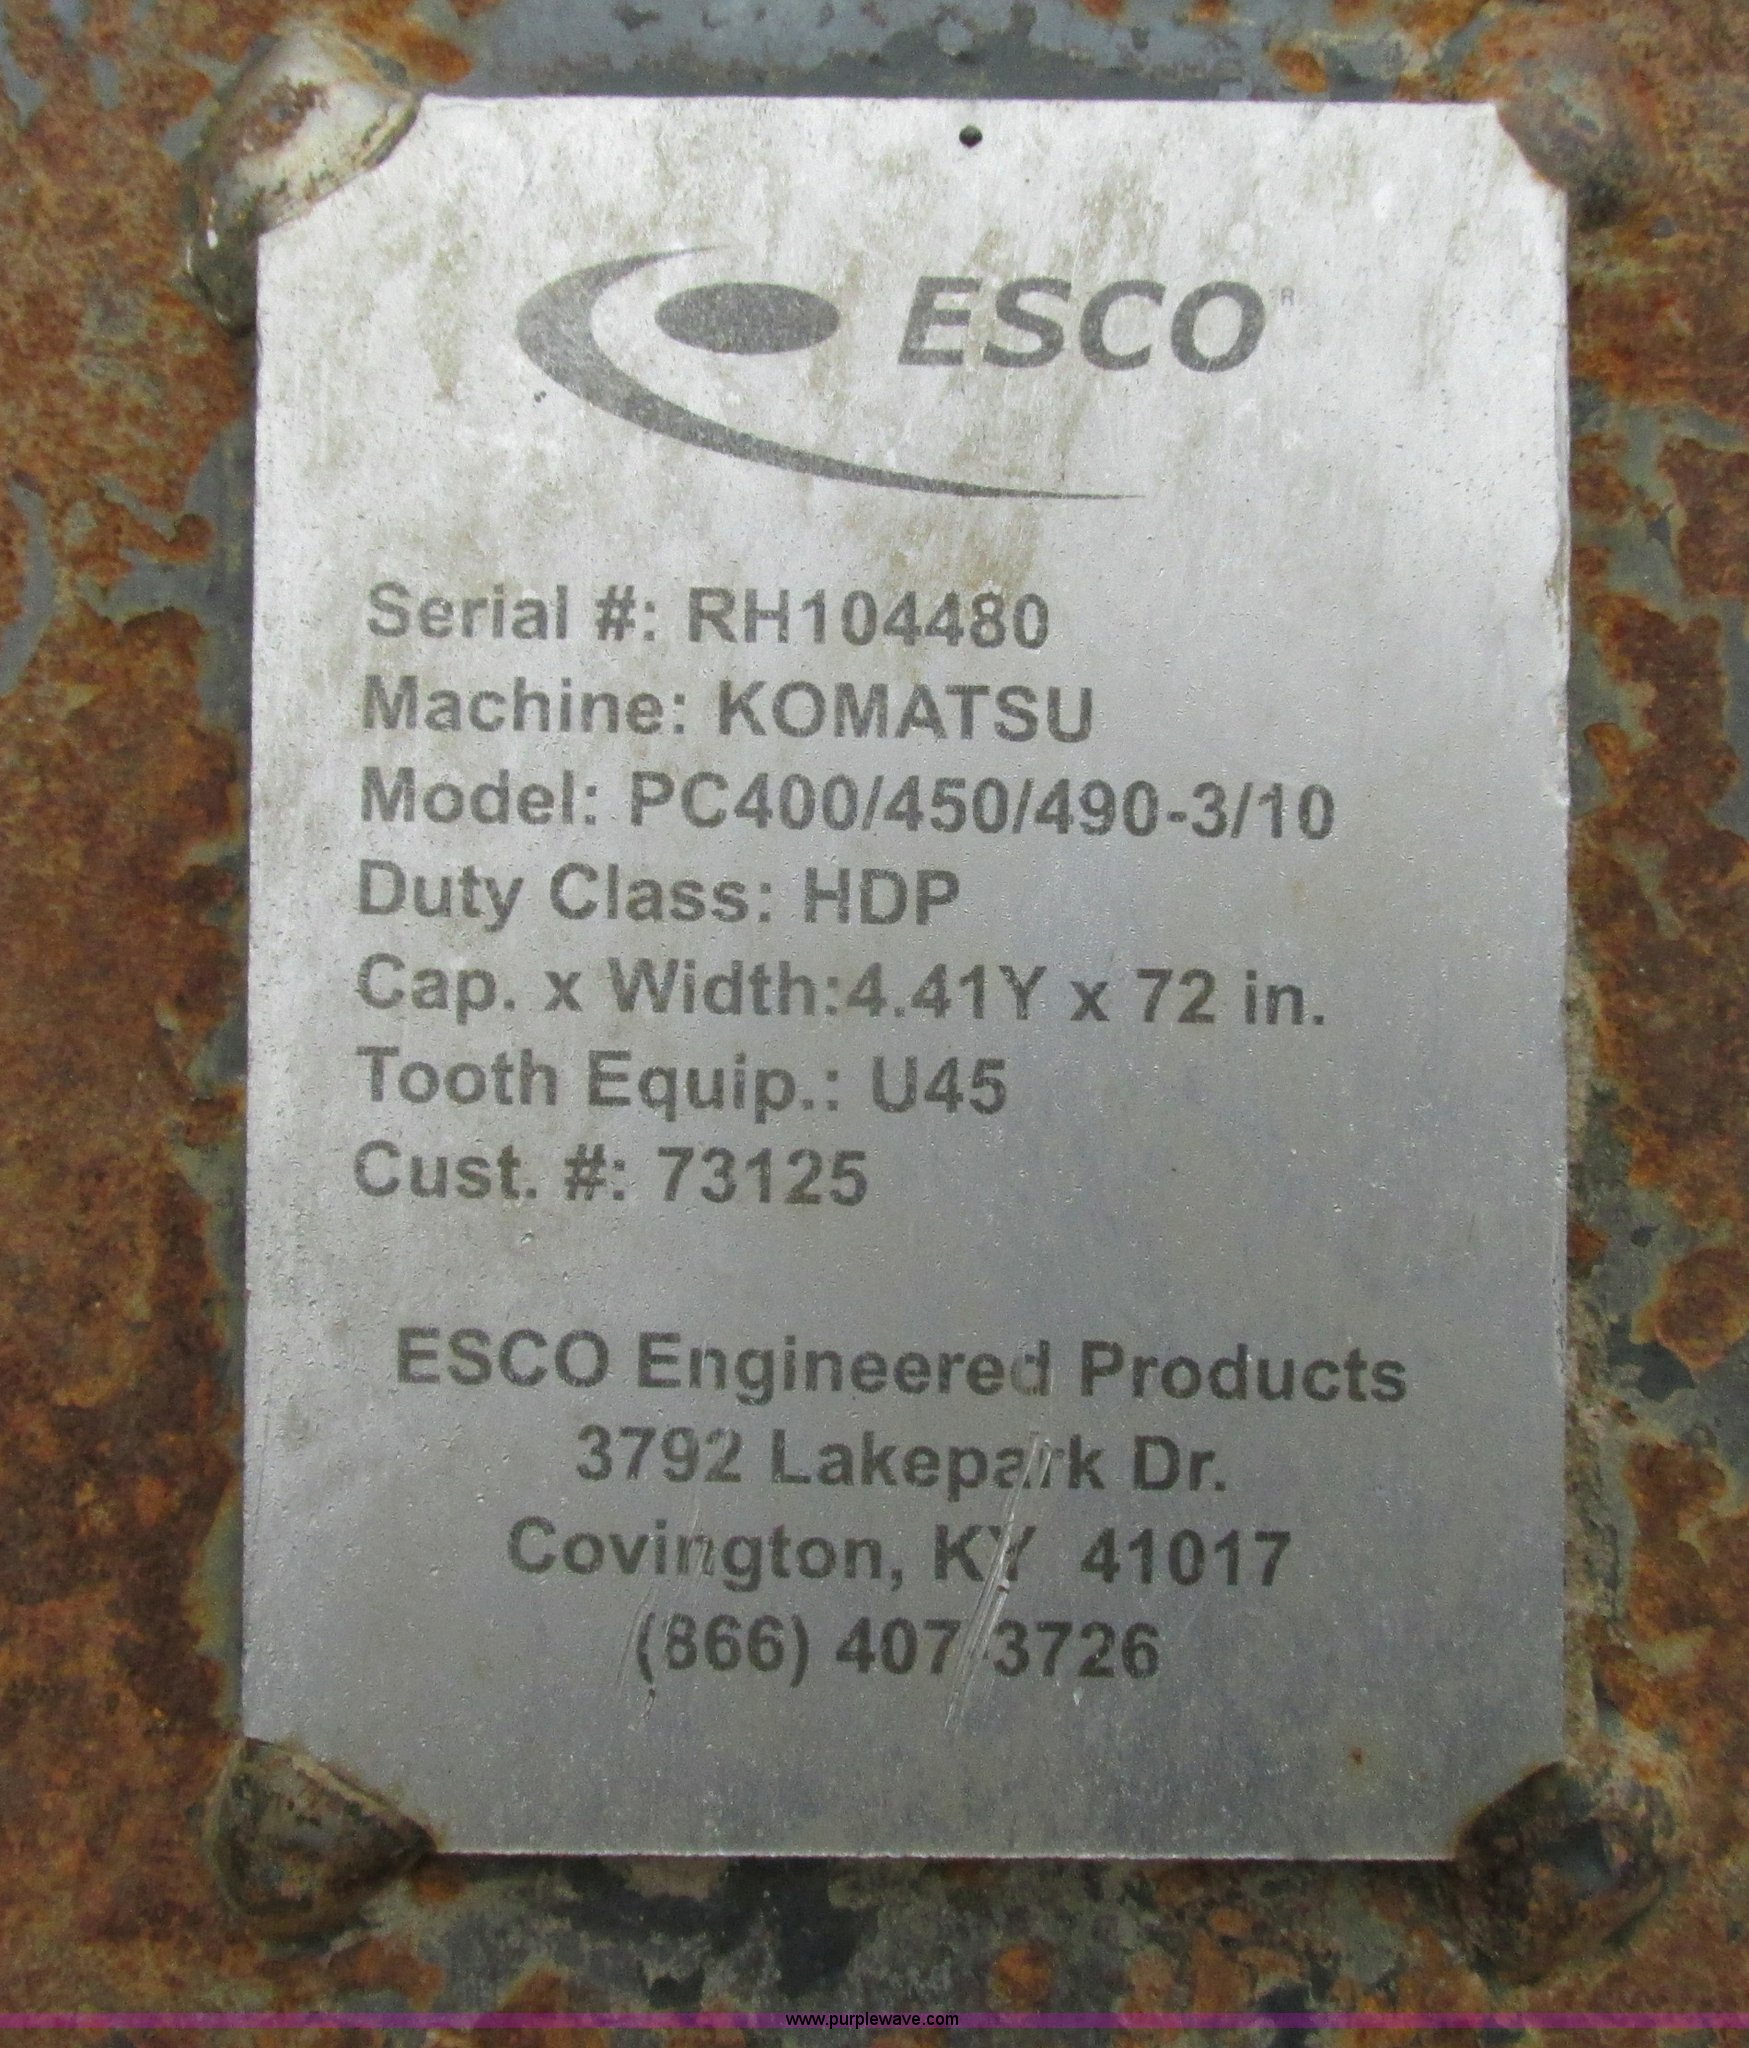 ESCO®
Serial #: RH104480
Machine: KOMATSU
Model: PC400/450/490-3/10
Duty Class: HDP
Cap. x Width:4.41Y x 72 in.
Tooth Equip.: U45
Cust. #: 73125
ESCO Engineered Products
3792 Lakepark Dr.
Covington, KY 41017
(866) 407-3726
www.purplewave.com